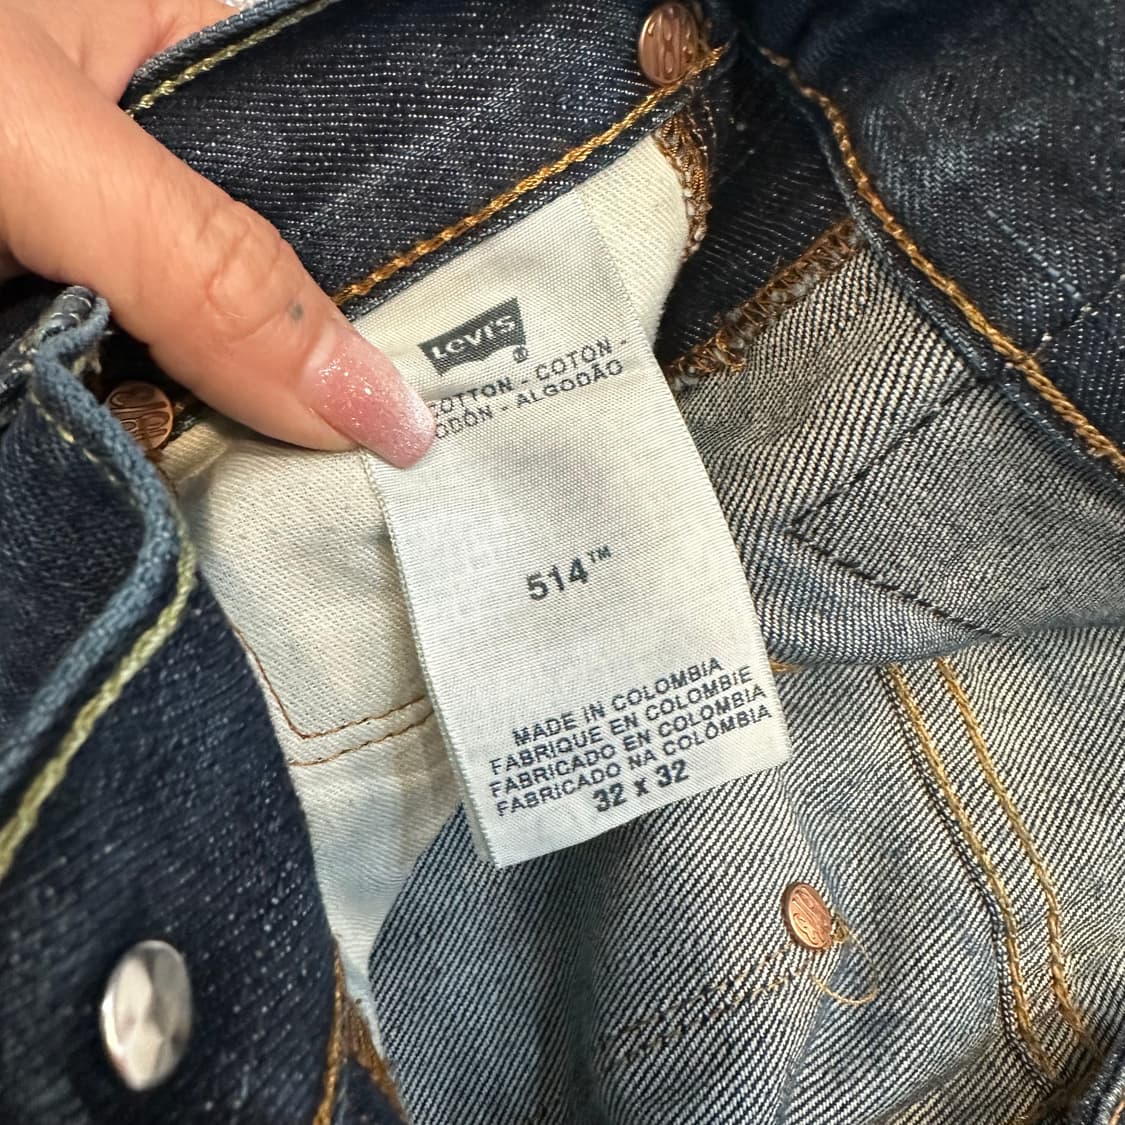 LEVI'S
®
COTTON - COTON -
ODÓN - ALGODÃO
514™
MADE IN COLOMBIA
FABRIQUE EN COLOMBIE
FABRICADO EN COLOMBIA
FABRICADO NA COLÔMBIA
32 x 32